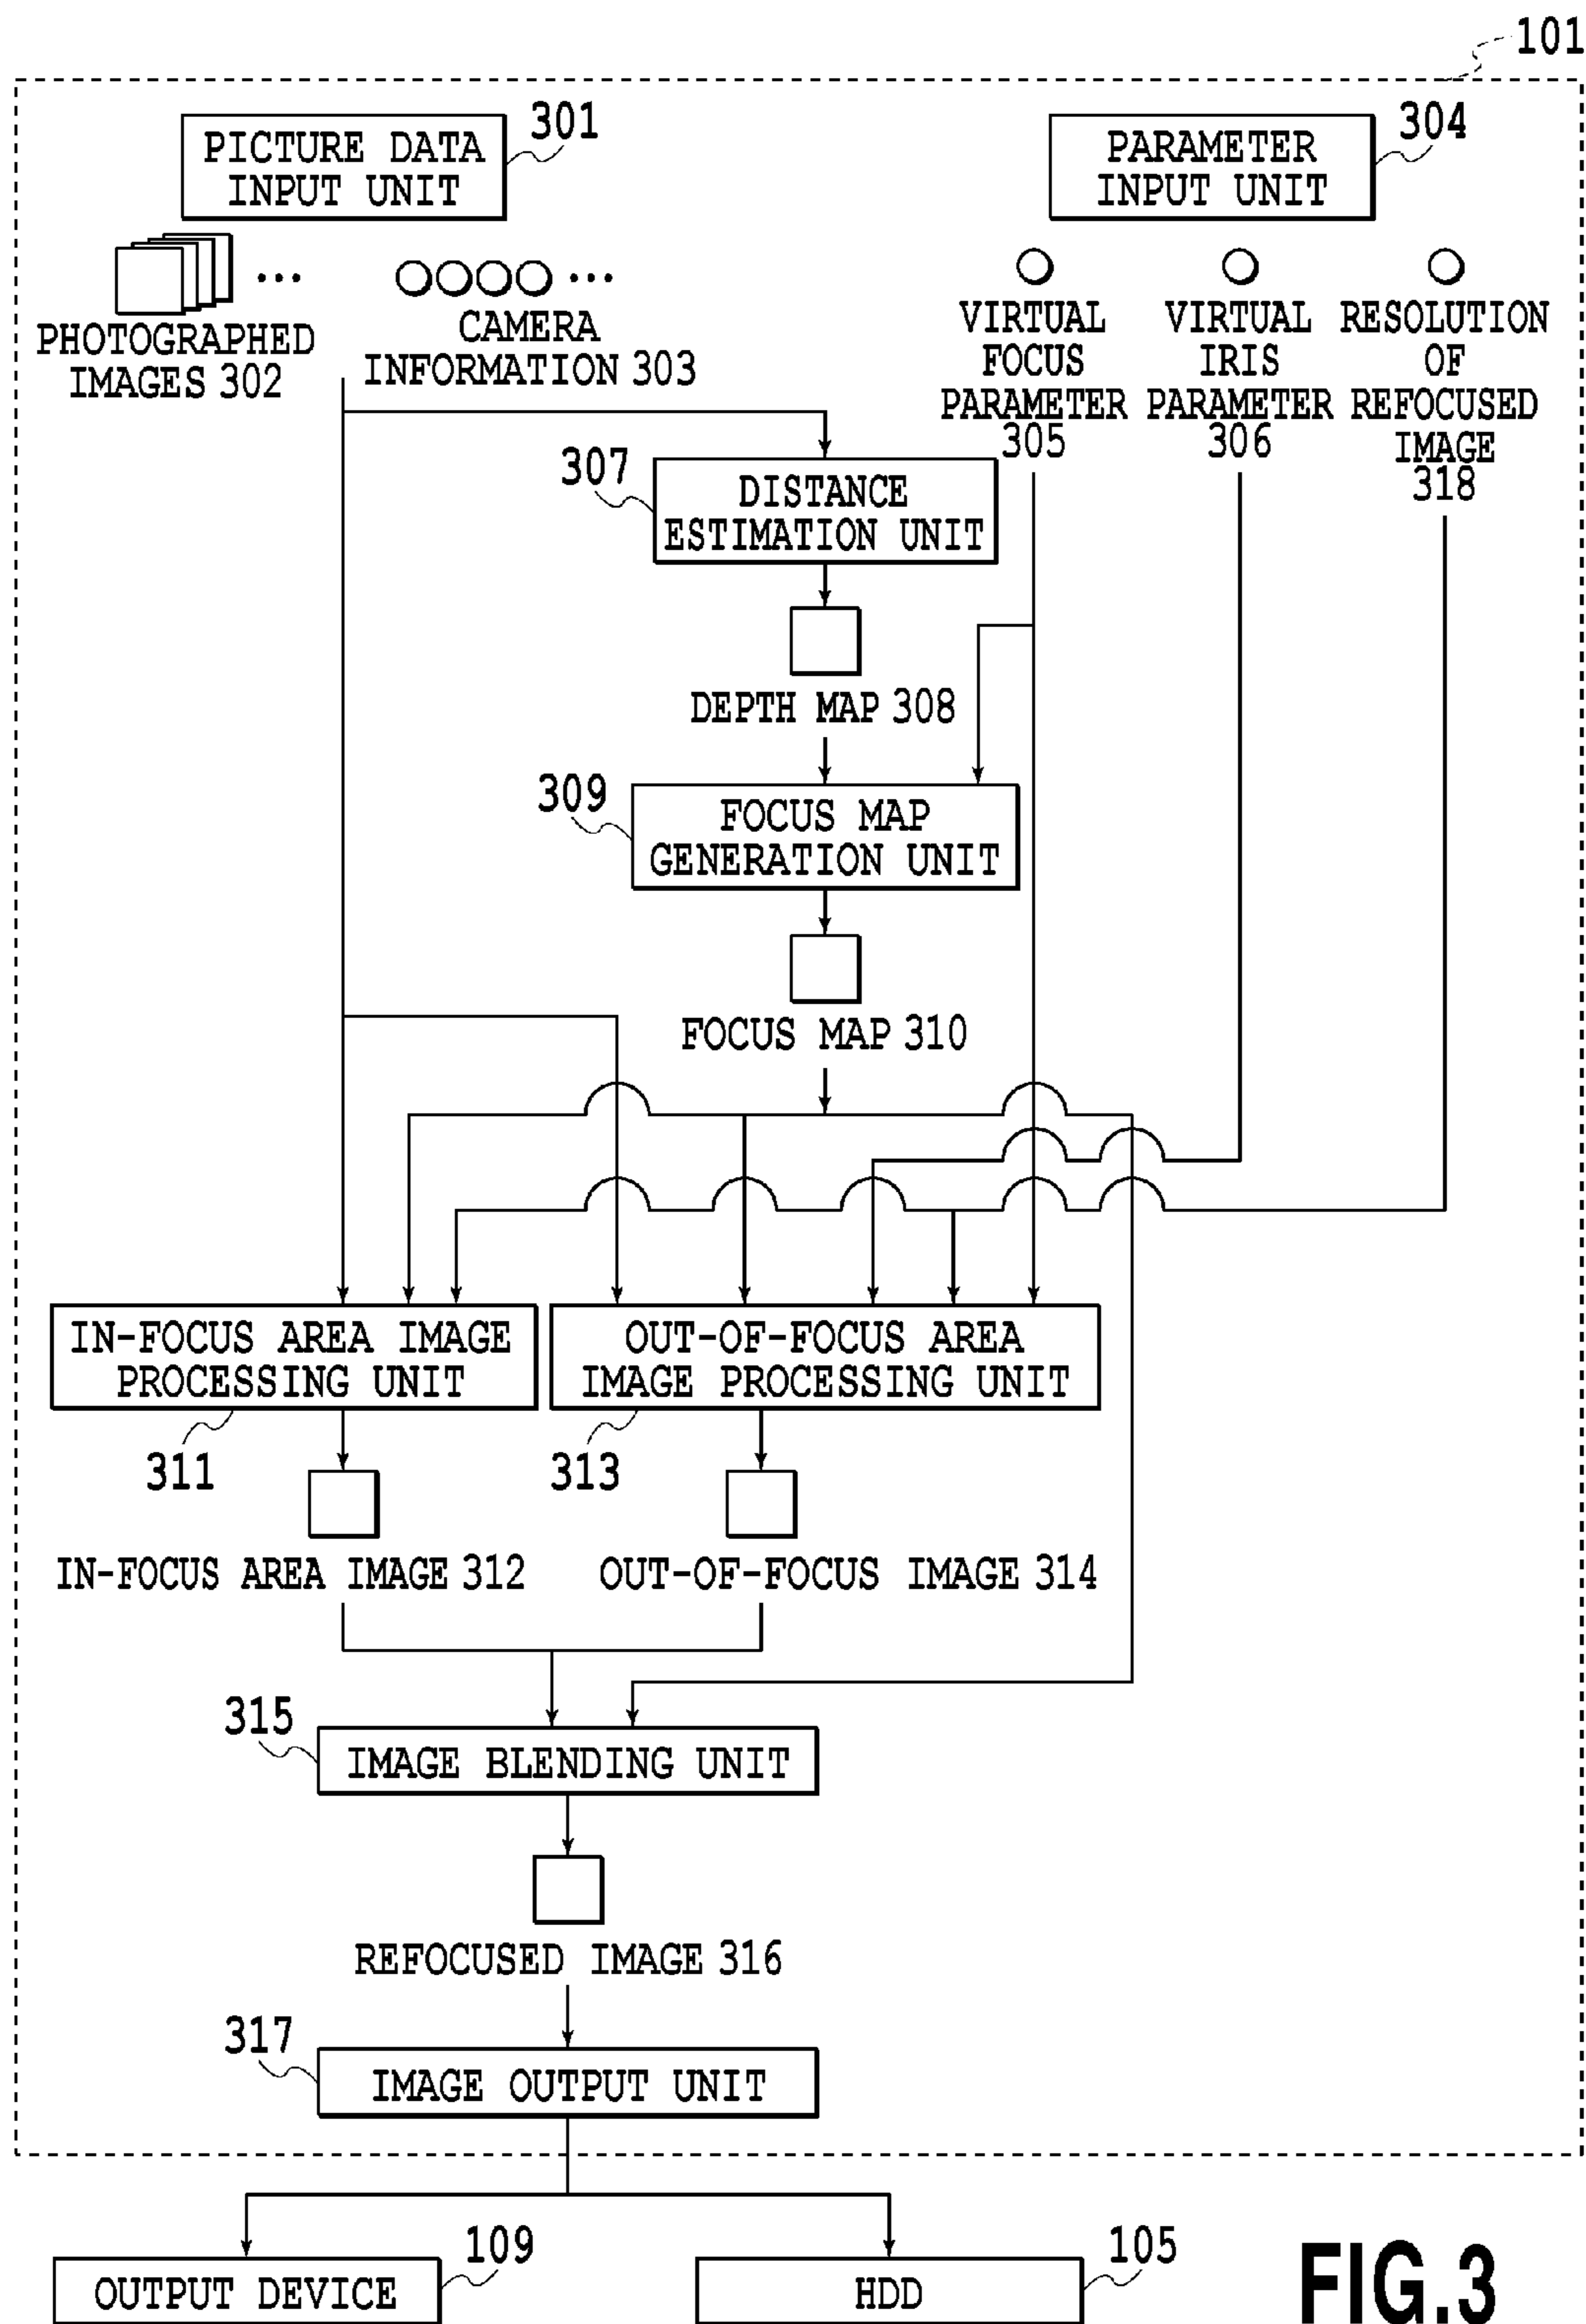 101
PICTURE DATA
INPUT UNIT
301
PARAMETER
INPUT UNIT
304
...
...
PHOTOGRAPHED
IMAGES 302
CAMERA
INFORMATION 303
VIRTUAL
FOCUS
PARAMETER
305
VIRTUAL
IRIS
PARAMETER
306
RESOLUTION
OF
REFOCUSED
IMAGE
318
307
DISTANCE
ESTIMATION UNIT
DEPTH MAP 308
309
FOCUS MAP
GENERATION UNIT
FOCUS MAP 310
IN-FOCUS AREA IMAGE
PROCESSING UNIT
311
OUT-OF-FOCUS AREA
IMAGE PROCESSING UNIT
313
IN-FOCUS AREA IMAGE 312
OUT-OF-FOCUS IMAGE 314
315
IMAGE BLENDING UNIT
REFOCUSED IMAGE 316
317
IMAGE OUTPUT UNIT
OUTPUT DEVICE
109
HDD
105
FIG.3